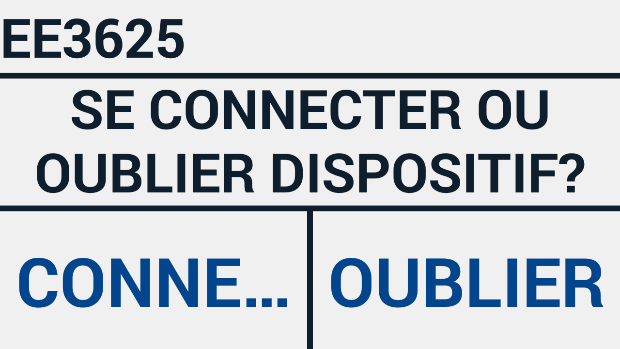 EE3625
SE CONNECTER OU
OUBLIER DISPOSITIF?
CONNE...
OUBLIER